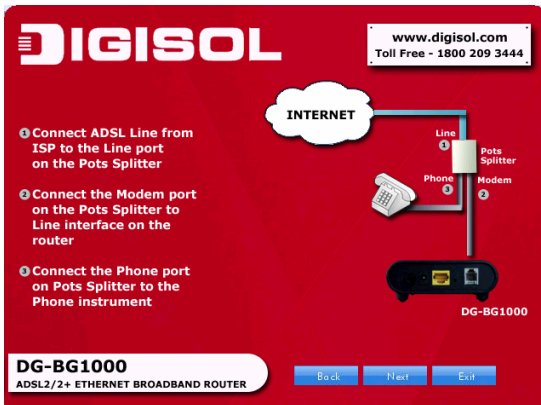 DIGISOL
www.digisol.com
Toll Free - 1800 209 3444
1 Connect ADSL Line from
ISP to the Line port
on the Pots Splitter
2 Connect the Modem port
on the Pots Splitter to
Line interface on the
router
3 Connect the Phone port
on Pots Splitter to the
Phone instrument
INTERNET
Line
1
Pots
Splitter
Phone
3
Modem
2
DG-BG1000
DG-BG1000
ADSL2/2+ ETHERNET BROADBAND ROUTER
Back
Next
Exit